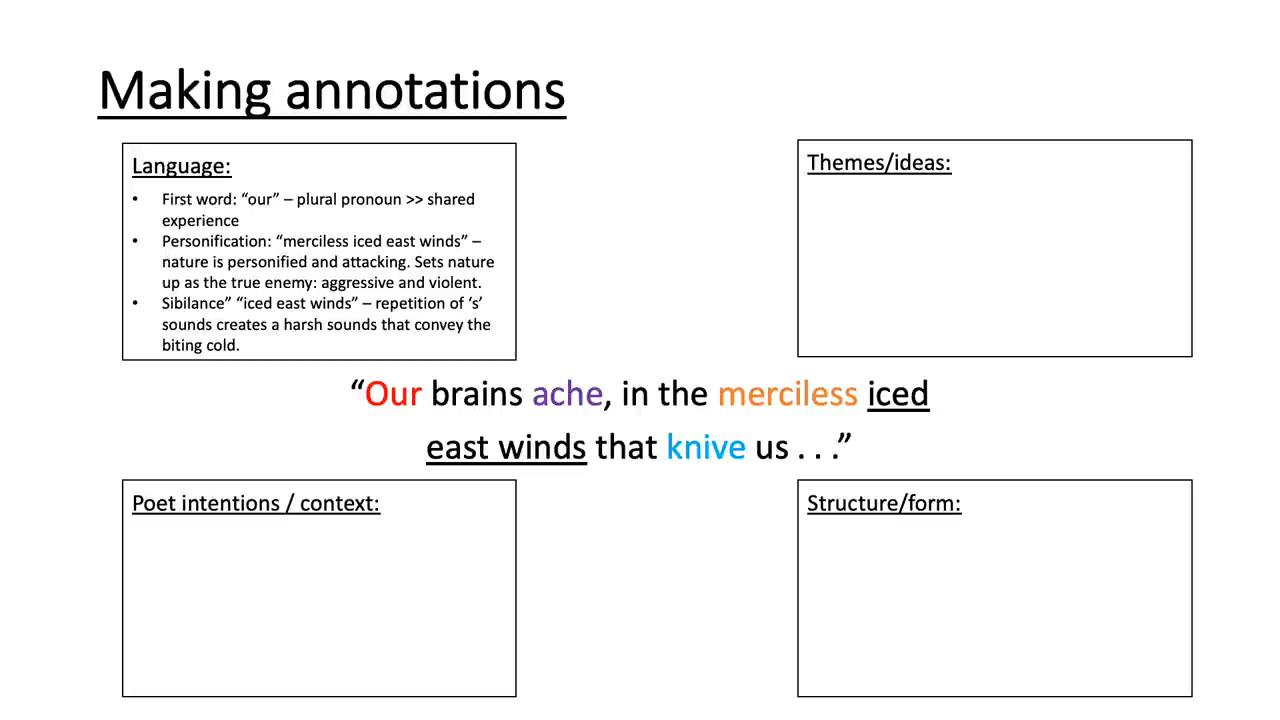 Making annotations
Language:
• First word: “our” – plural pronoun >> shared
experience
• Personification: “merciless iced east winds” –
nature is personified and attacking. Sets nature
up as the true enemy: aggressive and violent.
• Sibilance” “iced east winds” – repetition of ‘s’
sounds creates a harsh sounds that convey the
biting cold.
Themes/ideas:
“Our brains ache, in the merciless iced
east winds that knive us . . .”
Poet intentions / context:
Structure/form: